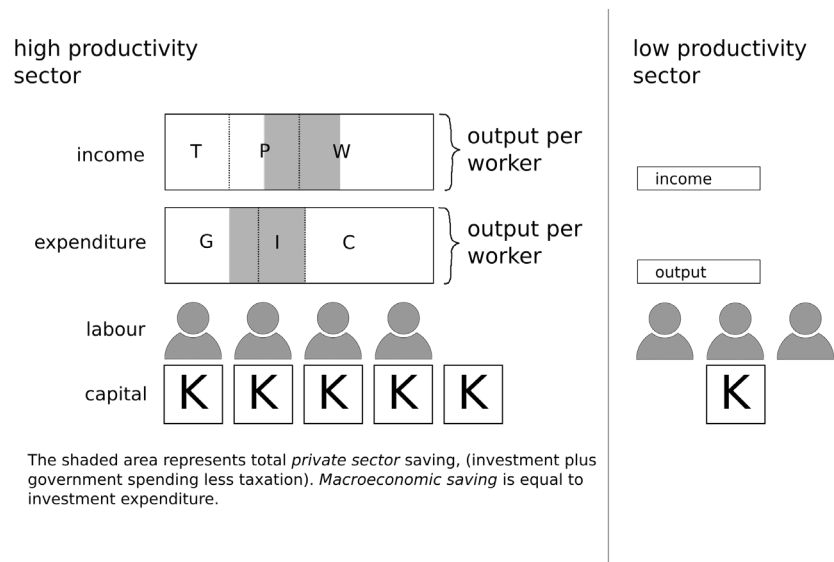 high productivity
sector
low productivity
sector
income
T
P
W
output per
worker
income
expenditure
G
I
C
output per
worker
output
labour
capital
K
K
K
K
K
K
The shaded area represents total private sector saving, (investment plus
government spending less taxation). Macroeconomic saving is equal to
investment expenditure.